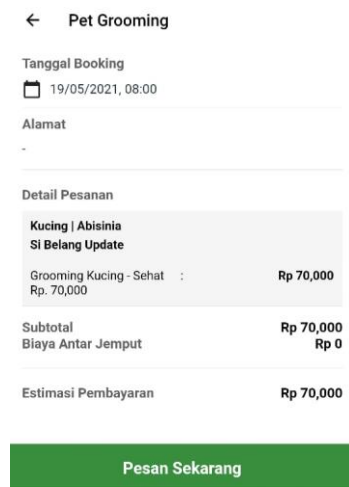 Pet Grooming
Tanggal Booking
19/05/2021, 08:00
Alamat
-
Detail Pesanan
Kucing | Abisinia
Si Belang Update
Grooming Kucing - Sehat : Rp 70,000
Rp. 70,000
Subtotal Rp 70,000
Biaya Antar Jemput Rp 0
Estimasi Pembayaran Rp 70,000
Pesan Sekarang